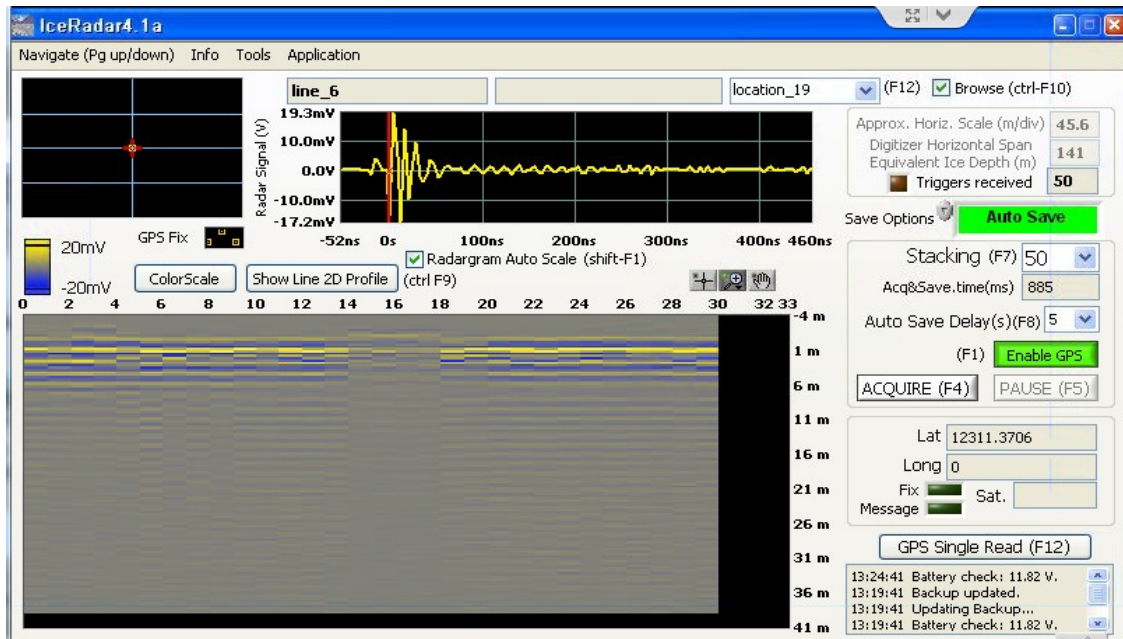 IceRadar4.1a
Navigate (Pg up/down) Info Tools Application
line_6 location_19 (F12) Browse (ctrl-F10)
Radar Signal (V)
19.3mV
10.0mV
0.0V
-10.0mV
-17.2mV
-52ns 0s 100ns 200ns 300ns 400ns 460ns
Approx. Horiz. Scale (m/div) 45.6
Digitizer Horizontal Span
Equivalent Ice Depth (m) 141
Triggers received 50
Save Options Auto Save
20mV
-20mV
GPS Fix
Radargram Auto Scale (shift-F1)
ColorScale Show Line 2D Profile (ctrl F9)
0 2 4 6 8 10 12 14 16 18 20 22 24 26 28 30 32 33
-4 m
1 m
6 m
11 m
16 m
21 m
26 m
31 m
36 m
41 m
Stacking (F7) 50
Acq&Save.time(ms) 885
Auto Save Delay(s)(F8) 5
(F1) Enable GPS
ACQUIRE (F4) PAUSE (F5)
Lat 12311.3706
Long 0
Fix
Sat.
Message
GPS Single Read (F12)
13:24:41 Battery check: 11.82 V.
13:19:41 Backup updated.
13:19:41 Updating Backup...
13:19:41 Battery check: 11.82 V.